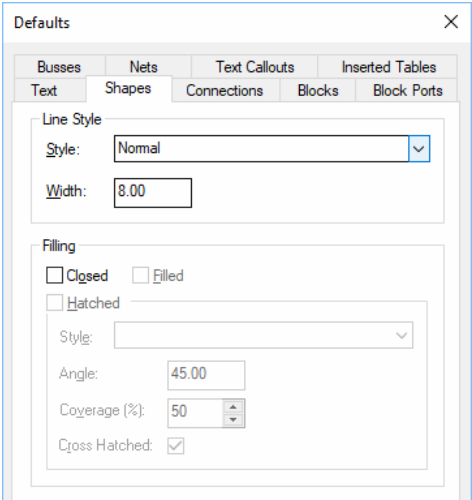 Defaults
Busses Nets Text Callouts Inserted Tables
Text Shapes Connections Blocks Block Ports
Line Style
Style: Normal
Width: 8.00
Filling
Closed Filled
Hatched
Style:
Angle: 45.00
Coverage (%): 50
Cross Hatched: